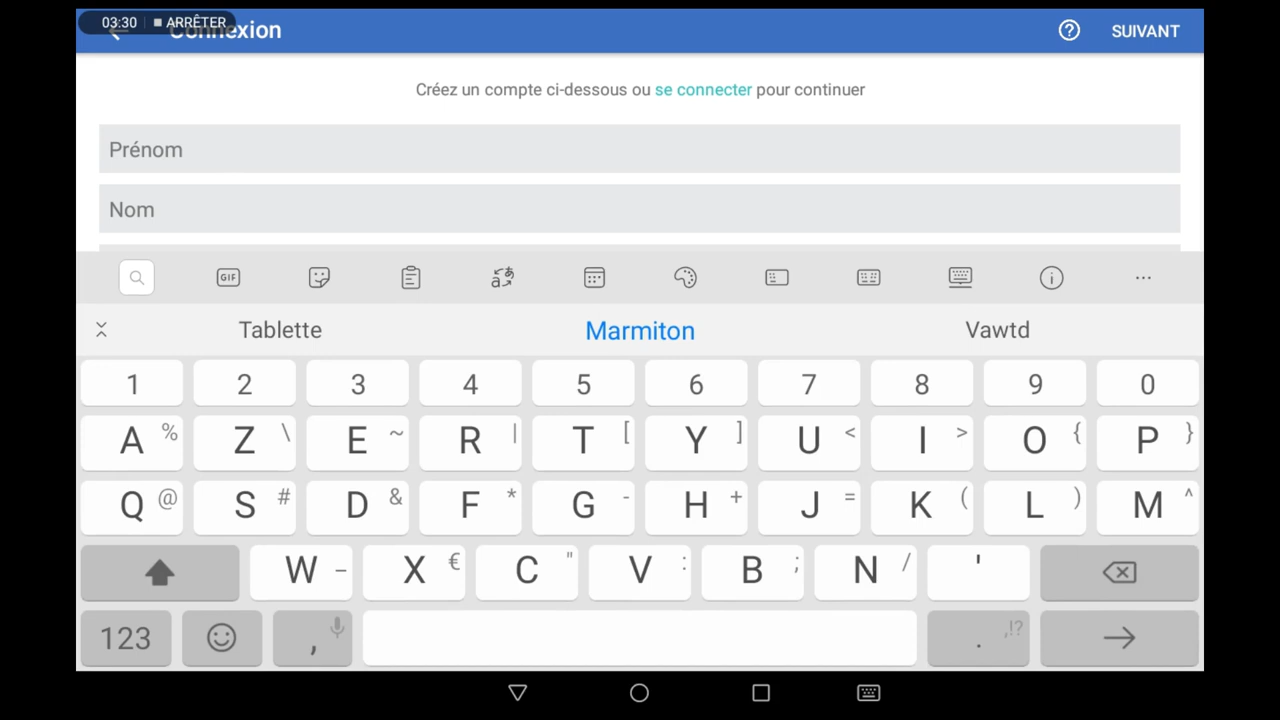 03:30 ARRÊTER
Connexion
SUIVANT
Créez un compte ci-dessous ou se connecter pour continuer
Prénom
Nom
GIF
Tablette Marmiton Vawtd
1 2 3 4 5 6 7 8 9 0
A % Z \ E ~ R | T [ Y ] U < I > O { P }
Q @ S # D & F * G - H + J = K ( L ) M ^
W _ X € C " V : B ; N / '
123 , . ,!?